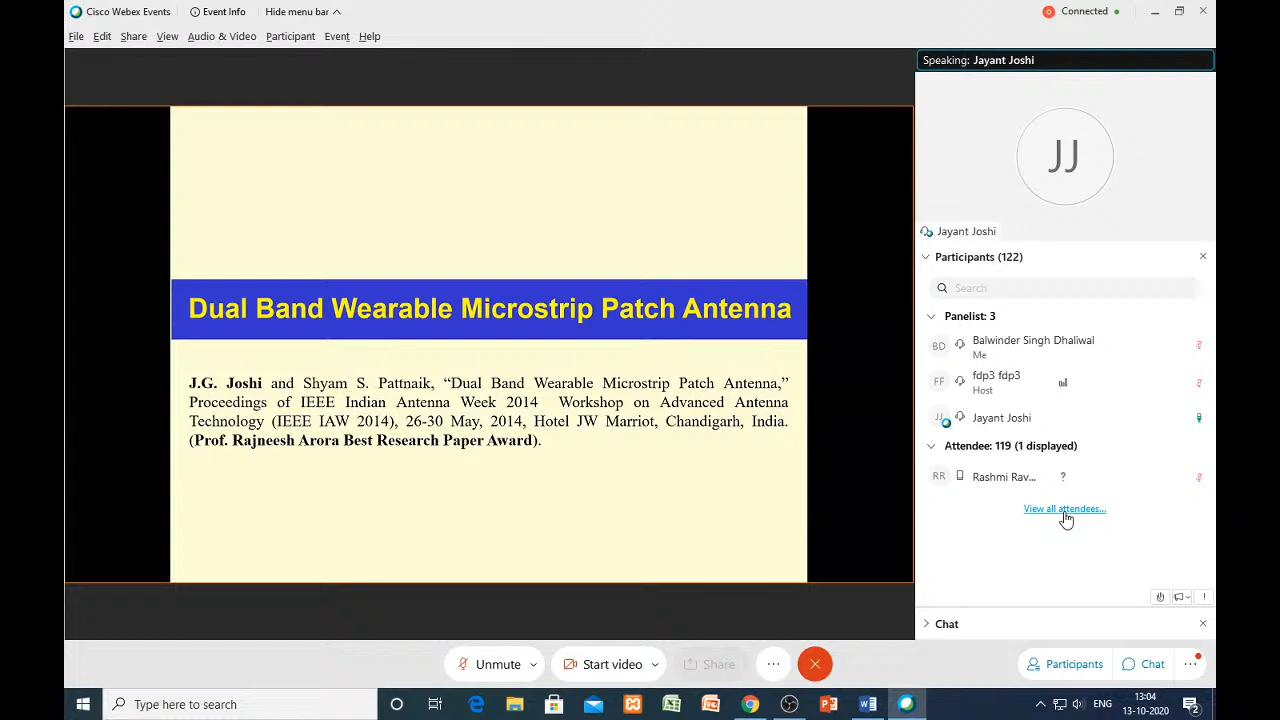 Cisco Webex Events
Event Info
Hide menu bar
Connected
File Edit Share View Audio & Video Participant Event Help
Speaking: Jayant Joshi
JJ
Jayant Joshi
Dual Band Wearable Microstrip Patch Antenna
J.G. Joshi and Shyam S. Pattnaik, “Dual Band Wearable Microstrip Patch Antenna,”
Proceedings of IEEE Indian Antenna Week 2014 Workshop on Advanced Antenna
Technology (IEEE IAW 2014), 26-30 May, 2014, Hotel JW Marriot, Chandigarh, India.
(Prof. Rajneesh Arora Best Research Paper Award).
Participants (122)
Search
Panelist: 3
BD Balwinder Singh Dhaliwal
Me
FF fdp3 fdp3
Host
JJ Jayant Joshi
Attendee: 119 (1 displayed)
RR Rashmi Rav... ?
View all attendees...
Chat
Unmute
Start video
Share
Participants
Chat
Type here to search
ENG
13:04
13-10-2020
2